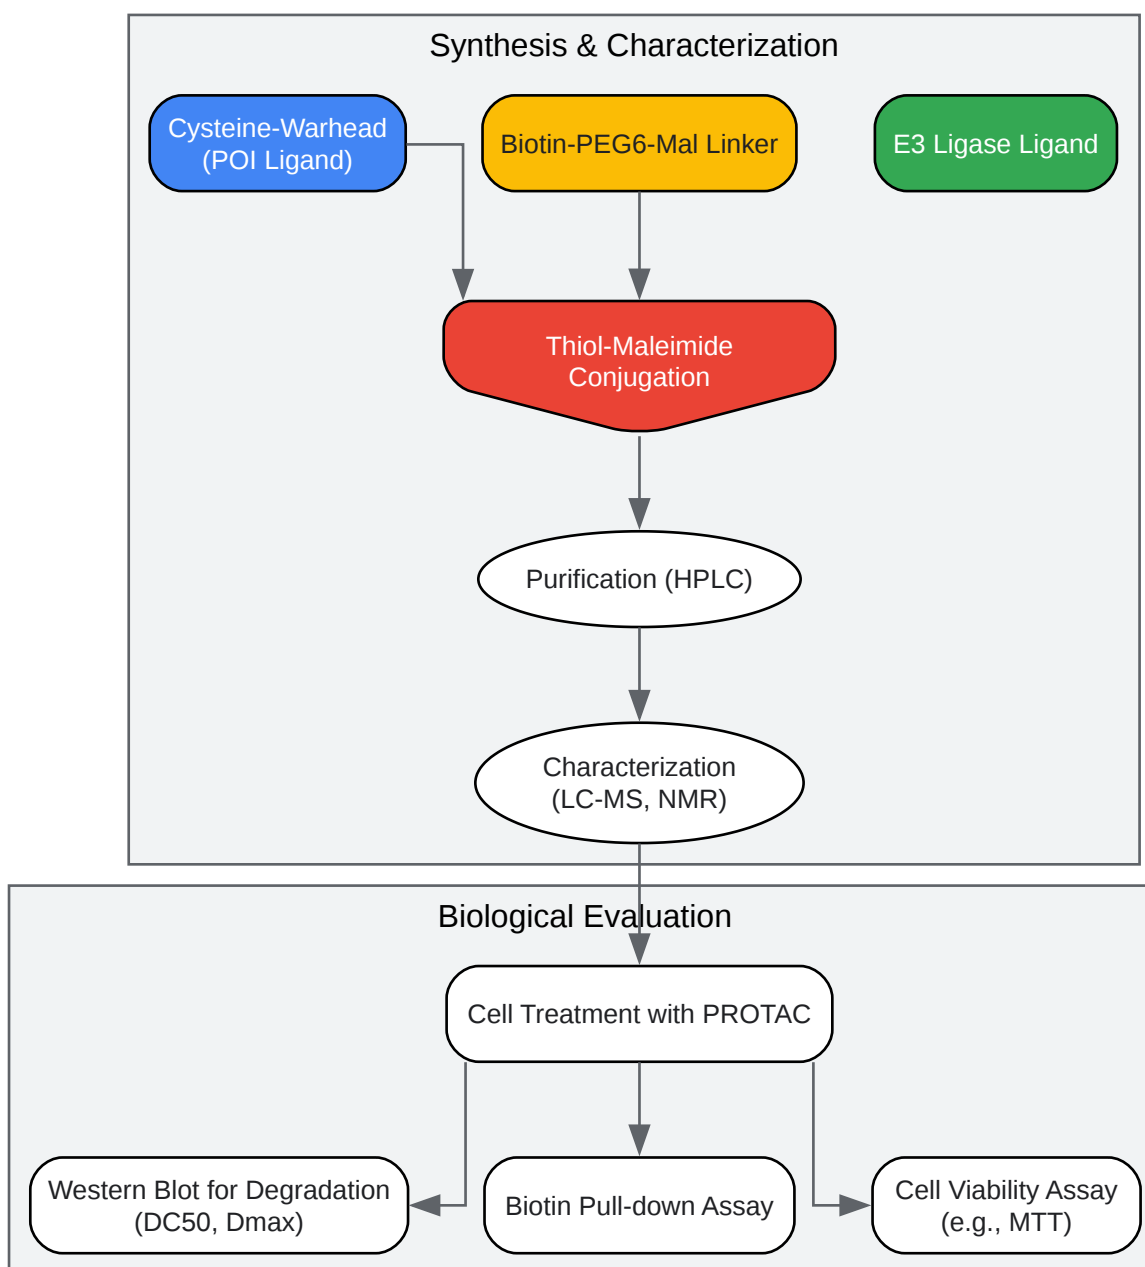 Synthesis & Characterization
Cysteine-Warhead
(POI Ligand)
Biotin-PEG6-Mal Linker
E3 Ligase Ligand
Thiol-Maleimide
Conjugation
Purification (HPLC)
Characterization
(LC-MS, NMR)
Biological Evaluation
Cell Treatment with PROTAC
Western Blot for Degradation
(DC50, Dmax)
Biotin Pull-down Assay
Cell Viability Assay
(e.g., MTT)